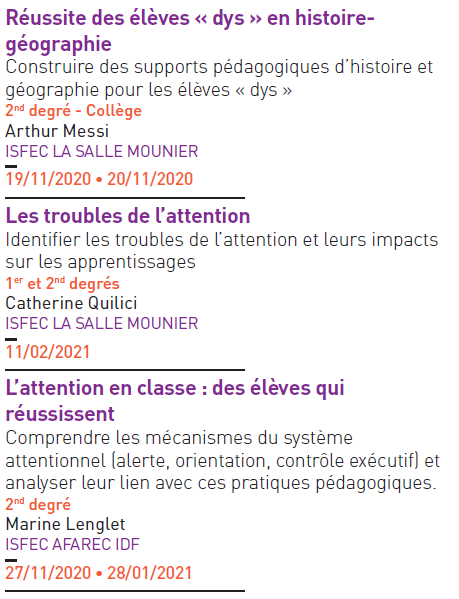 Réussite des élèves « dys » en histoire-
géographie
Construire des supports pédagogiques d’histoire et
géographie pour les élèves « dys »
2nd degré - Collège
Arthur Messi
ISFEC LA SALLE MOUNIER
19/11/2020 • 20/11/2020
Les troubles de l’attention
Identifier les troubles de l’attention et leurs impacts
sur les apprentissages
1er et 2nd degrés
Catherine Quilici
ISFEC LA SALLE MOUNIER
11/02/2021
L’attention en classe : des élèves qui
réussissent
Comprendre les mécanismes du système
attentionnel (alerte, orientation, contrôle exécutif) et
analyser leur lien avec ces pratiques pédagogiques.
2nd degré
Marine Lenglet
ISFEC AFAREC IDF
27/11/2020 • 28/01/2021